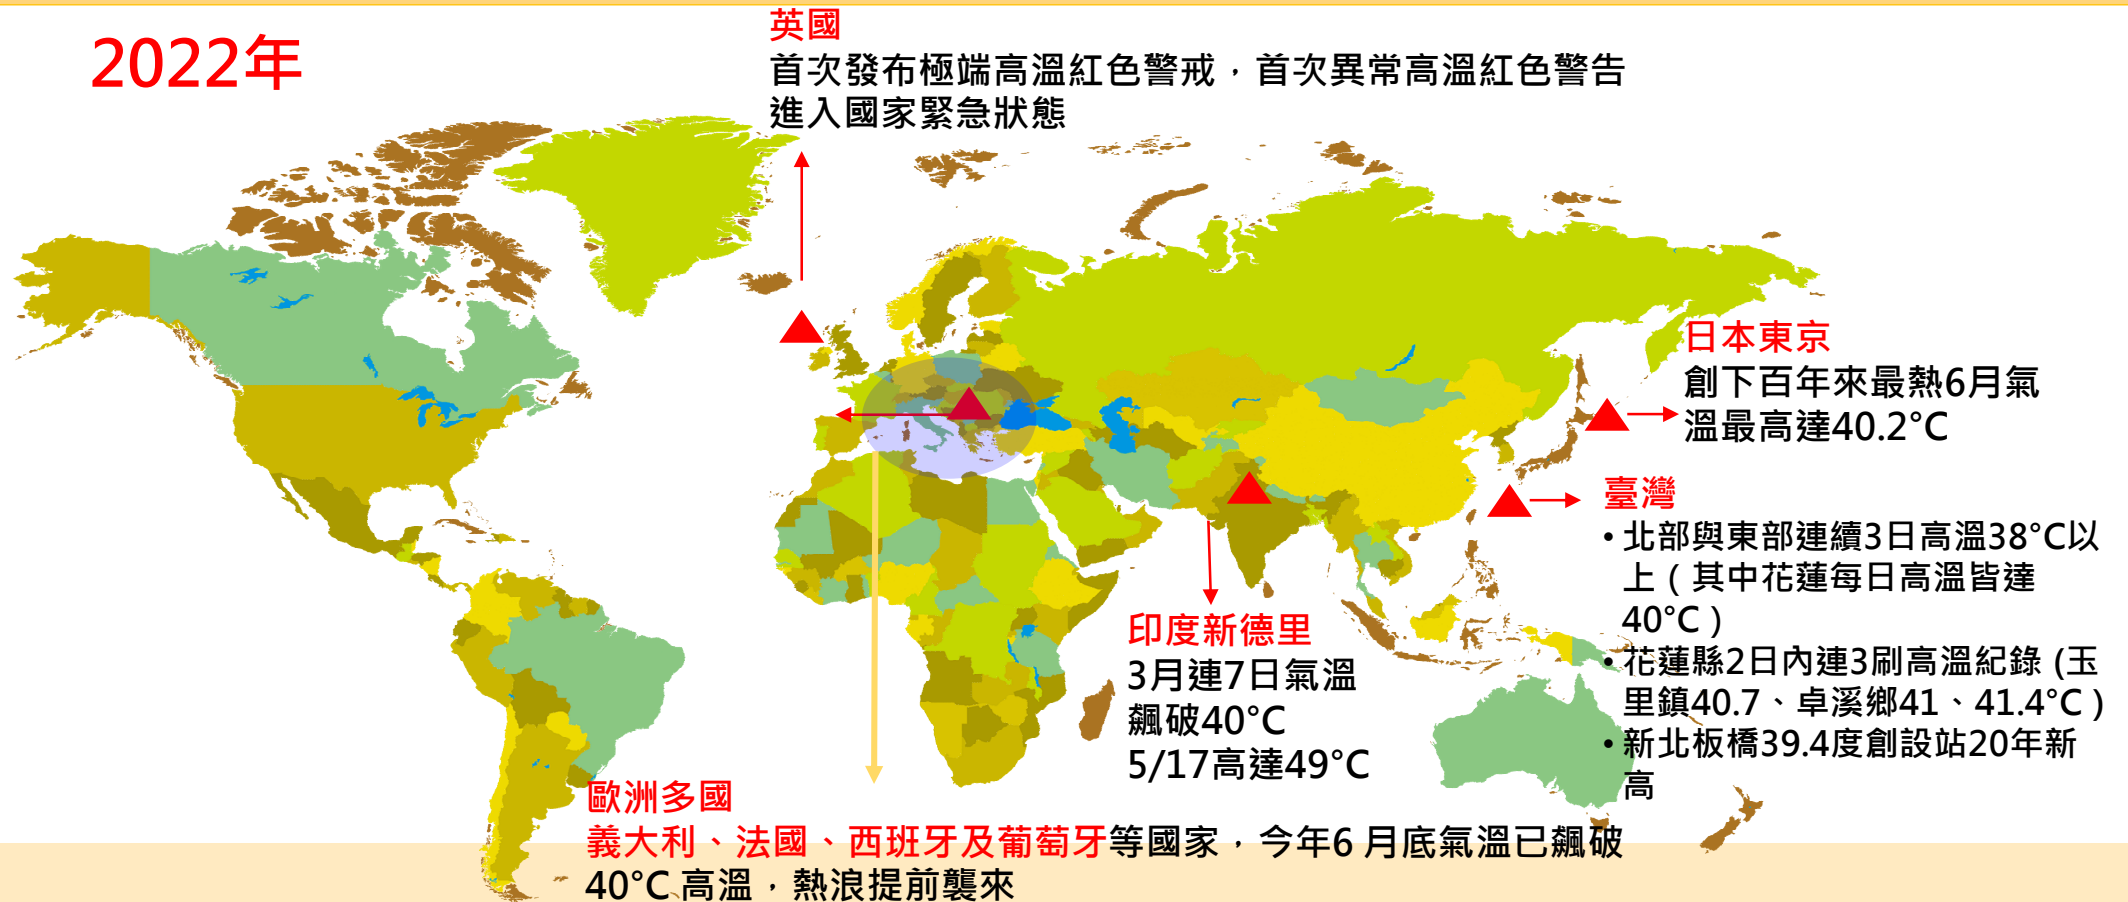 2022年
英國
首次發布極端高溫紅色警戒，首次異常高溫紅色警告
進入國家緊急狀態
日本東京
創下百年來最熱6月氣
溫最高達40.2°C
臺灣
• 北部與東部連續3日高溫38°C以
上（其中花蓮每日高溫皆達
40°C）
• 花蓮縣2日內連3刷高溫紀錄 (玉
里鎮40.7、卓溪鄉41、41.4°C )
• 新北板橋39.4度創設站20年新
高
印度新德里
3月連7日氣溫
飆破40°C
5/17高達49°C
歐洲多國
義大利、法國、西班牙及葡萄牙等國家，今年6 月底氣溫已飆破
40°C 高溫，熱浪提前襲來